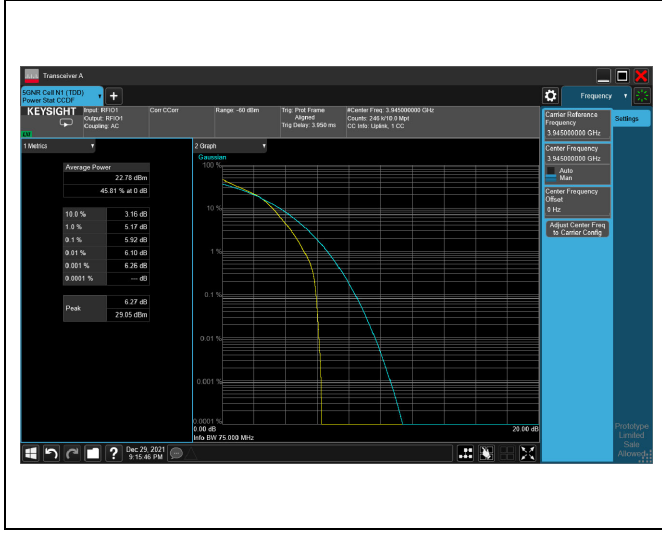 Transceiver A
5GNR Cell N1 (TDD)
Power Stat CCDF
Frequency
KEYSIGHT
Input: RFIO1
Output: RFIO1
Coupling: AC
Corr CCorr
Range: -60 dBm
Trig: Prot Frame
Aligned
Trig Delay: 3.950 ms
#Center Freq: 3.945000000 GHz
Counts: 246 k/10.0 Mpt
CC Info: Uplink, 1 CC
1 Metrics
Average Power
22.78 dBm
45.81 % at 0 dB
10.0 % 3.16 dB
1.0 % 5.17 dB
0.1 % 5.92 dB
0.01 % 6.10 dB
0.001 % 6.26 dB
0.0001 % --- dB
Peak
6.27 dB
29.05 dBm
2 Graph
Gaussian
100 %
10 %
1 %
0.1 %
0.01 %
0.001 %
0.0001 %
0.00 dB
20.00 dB
Info BW 75.000 MHz
Carrier Reference
Frequency
3.945000000 GHz
Center Frequency
3.945000000 GHz
Auto
Man
Center Frequency
Offset
0 Hz
Adjust Center Freq
to Carrier Config
Settings
Prototype
Limited
Sale
Allowed
Dec 29, 2021
9:15:46 PM